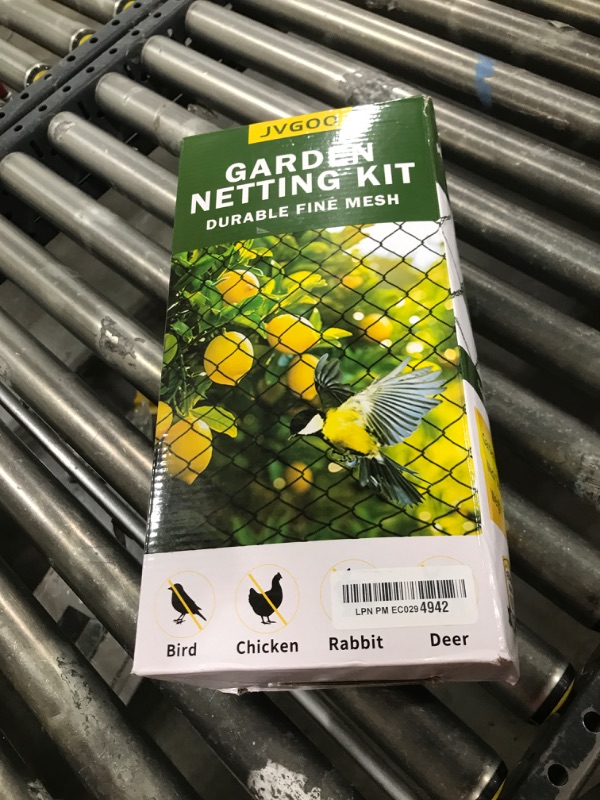 JVGOO
GARDEN
NETTING KIT
DURABLE FINE MESH
LPN PM EC0294942
Bird Chicken Rabbit Deer